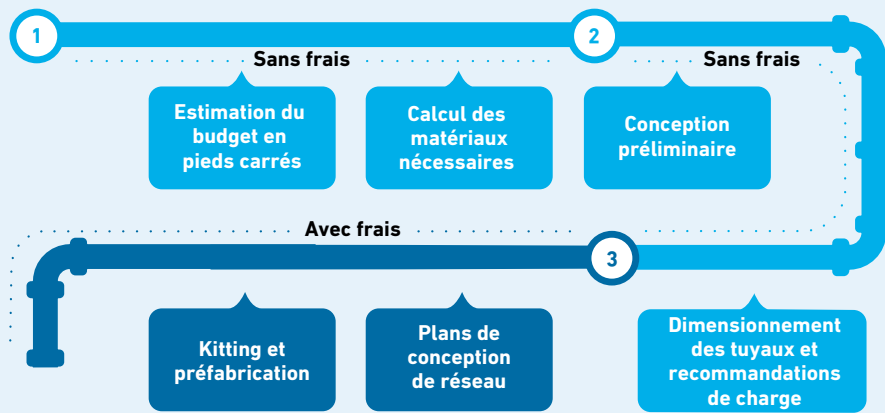 1
2
Sans frais
Sans frais
Estimation du
budget en
pieds carrés
Calcul des
matériaux
nécessaires
Conception
préliminaire
Avec frais
3
Kitting et
préfabrication
Plans de
conception
de réseau
Dimensionnement
des tuyaux et
recommandations
de charge